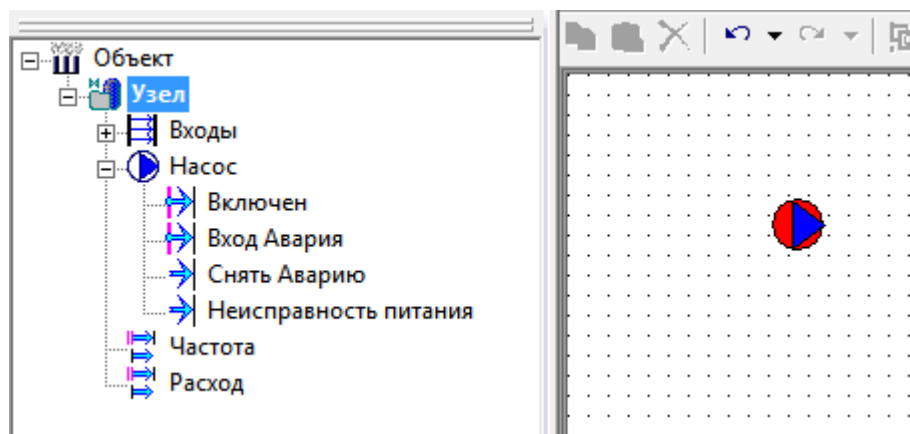 Объект
Узел
Входы
Насос
Включен
Вход Авария
Снять Аварию
Неисправность питания
Частота
Расход